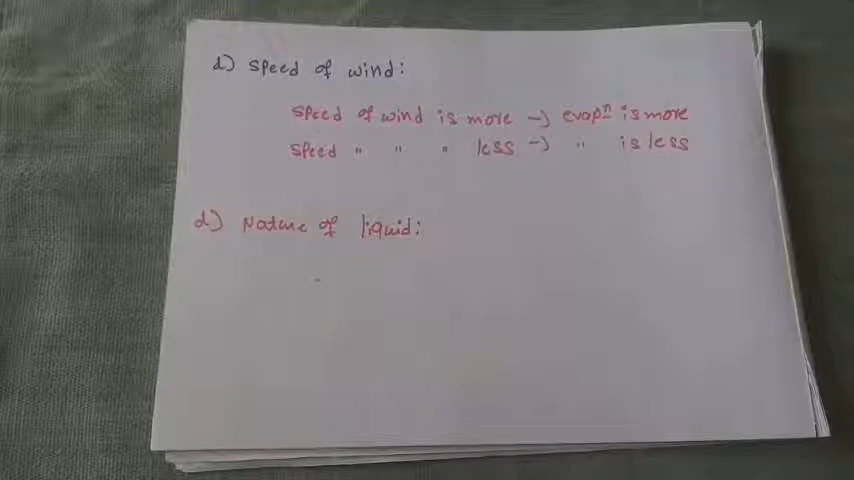 d) Speed of wind:
Speed of wind is more → evapⁿ is more
Speed " " " less → " is less
d) Nature of liquid: